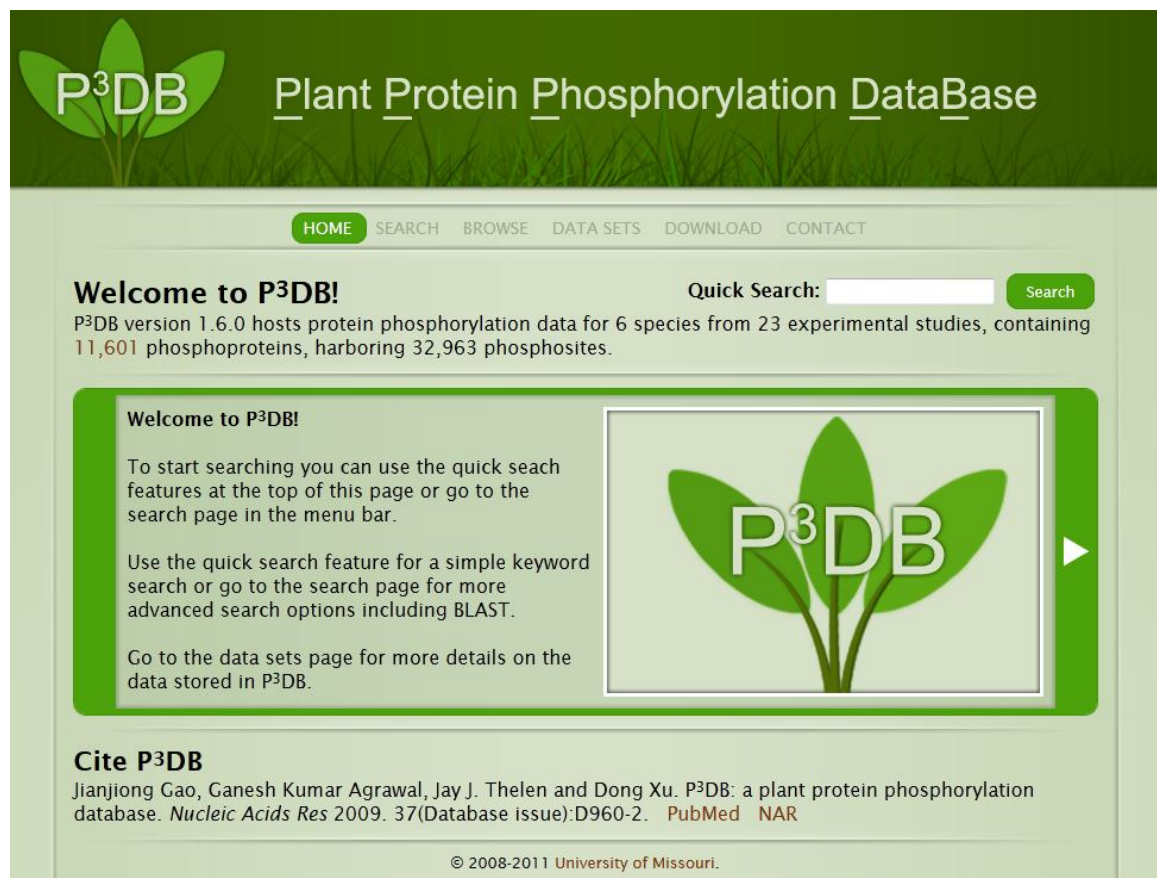 P³DB
Plant Protein Phosphorylation DataBase
HOME SEARCH BROWSE DATA SETS DOWNLOAD CONTACT
Welcome to P³DB!
Quick Search: Search
P³DB version 1.6.0 hosts protein phosphorylation data for 6 species from 23 experimental studies, containing
11,601 phosphoproteins, harboring 32,963 phosphosites.
Welcome to P³DB!
To start searching you can use the quick seach
features at the top of this page or go to the
search page in the menu bar.
Use the quick search feature for a simple keyword
search or go to the search page for more
advanced search options including BLAST.
Go to the data sets page for more details on the
data stored in P³DB.
P³DB
Cite P³DB
Jianjiong Gao, Ganesh Kumar Agrawal, Jay J. Thelen and Dong Xu. P³DB: a plant protein phosphorylation
database. Nucleic Acids Res 2009. 37(Database issue):D960-2. PubMed NAR
© 2008-2011 University of Missouri.